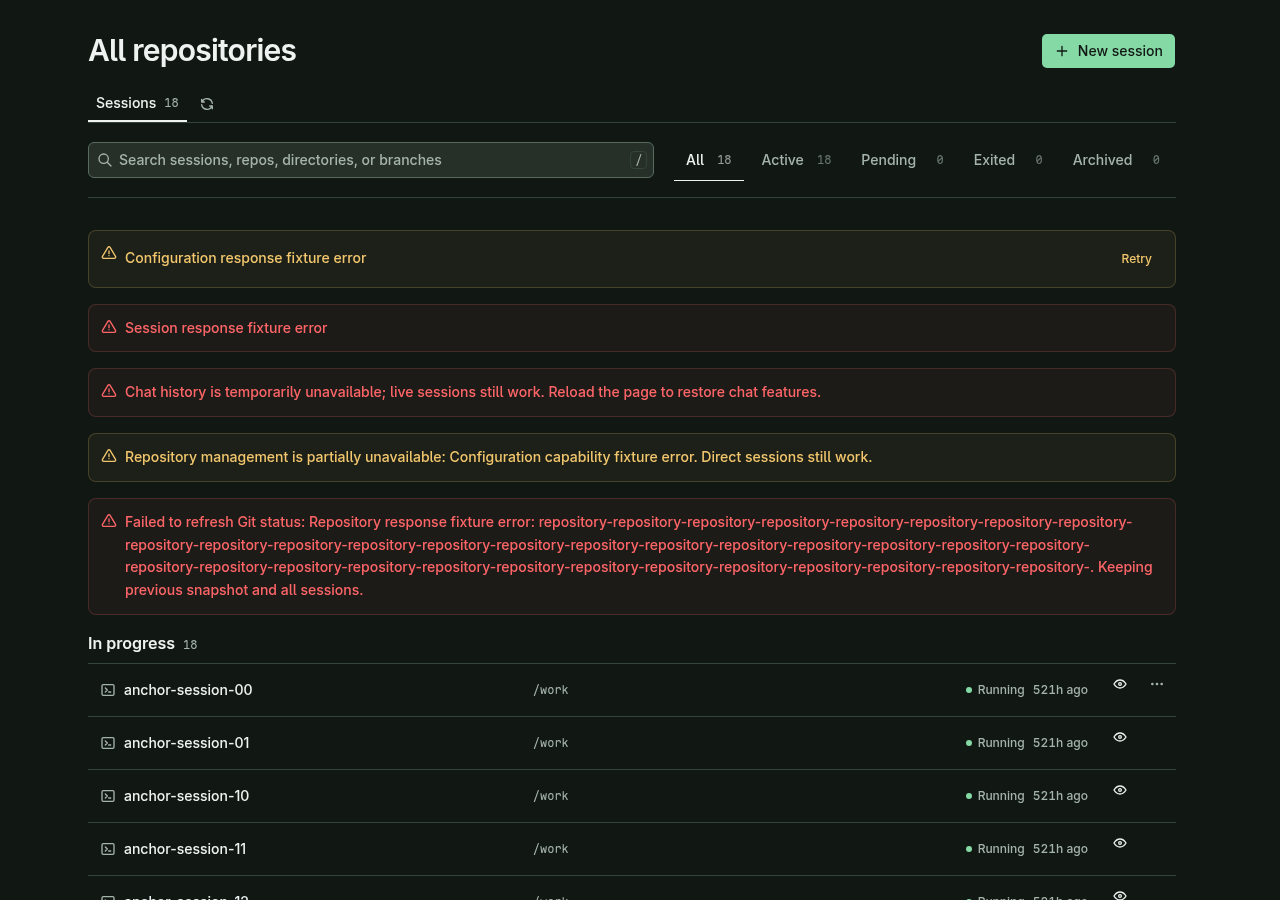 All repositories
New session
Sessions 18
Search sessions, repos, directories, or branches /
All 18 Active 18 Pending 0 Exited 0 Archived 0
Configuration response fixture error Retry
Session response fixture error
Chat history is temporarily unavailable; live sessions still work. Reload the page to restore chat features.
Repository management is partially unavailable: Configuration capability fixture error. Direct sessions still work.
Failed to refresh Git status: Repository response fixture error: repository-repository-repository-repository-repository-repository-repository-repository-
repository-repository-repository-repository-repository-repository-repository-repository-repository-repository-repository-repository-repository-
repository-repository-repository-repository-repository-repository-repository-repository-repository-repository-repository-repository-repository-. Keeping
previous snapshot and all sessions.
In progress 18
anchor-session-00 /work Running 521h ago
anchor-session-01 /work Running 521h ago
anchor-session-10 /work Running 521h ago
anchor-session-11 /work Running 521h ago
anchor-session-12 /work Running 521h ago